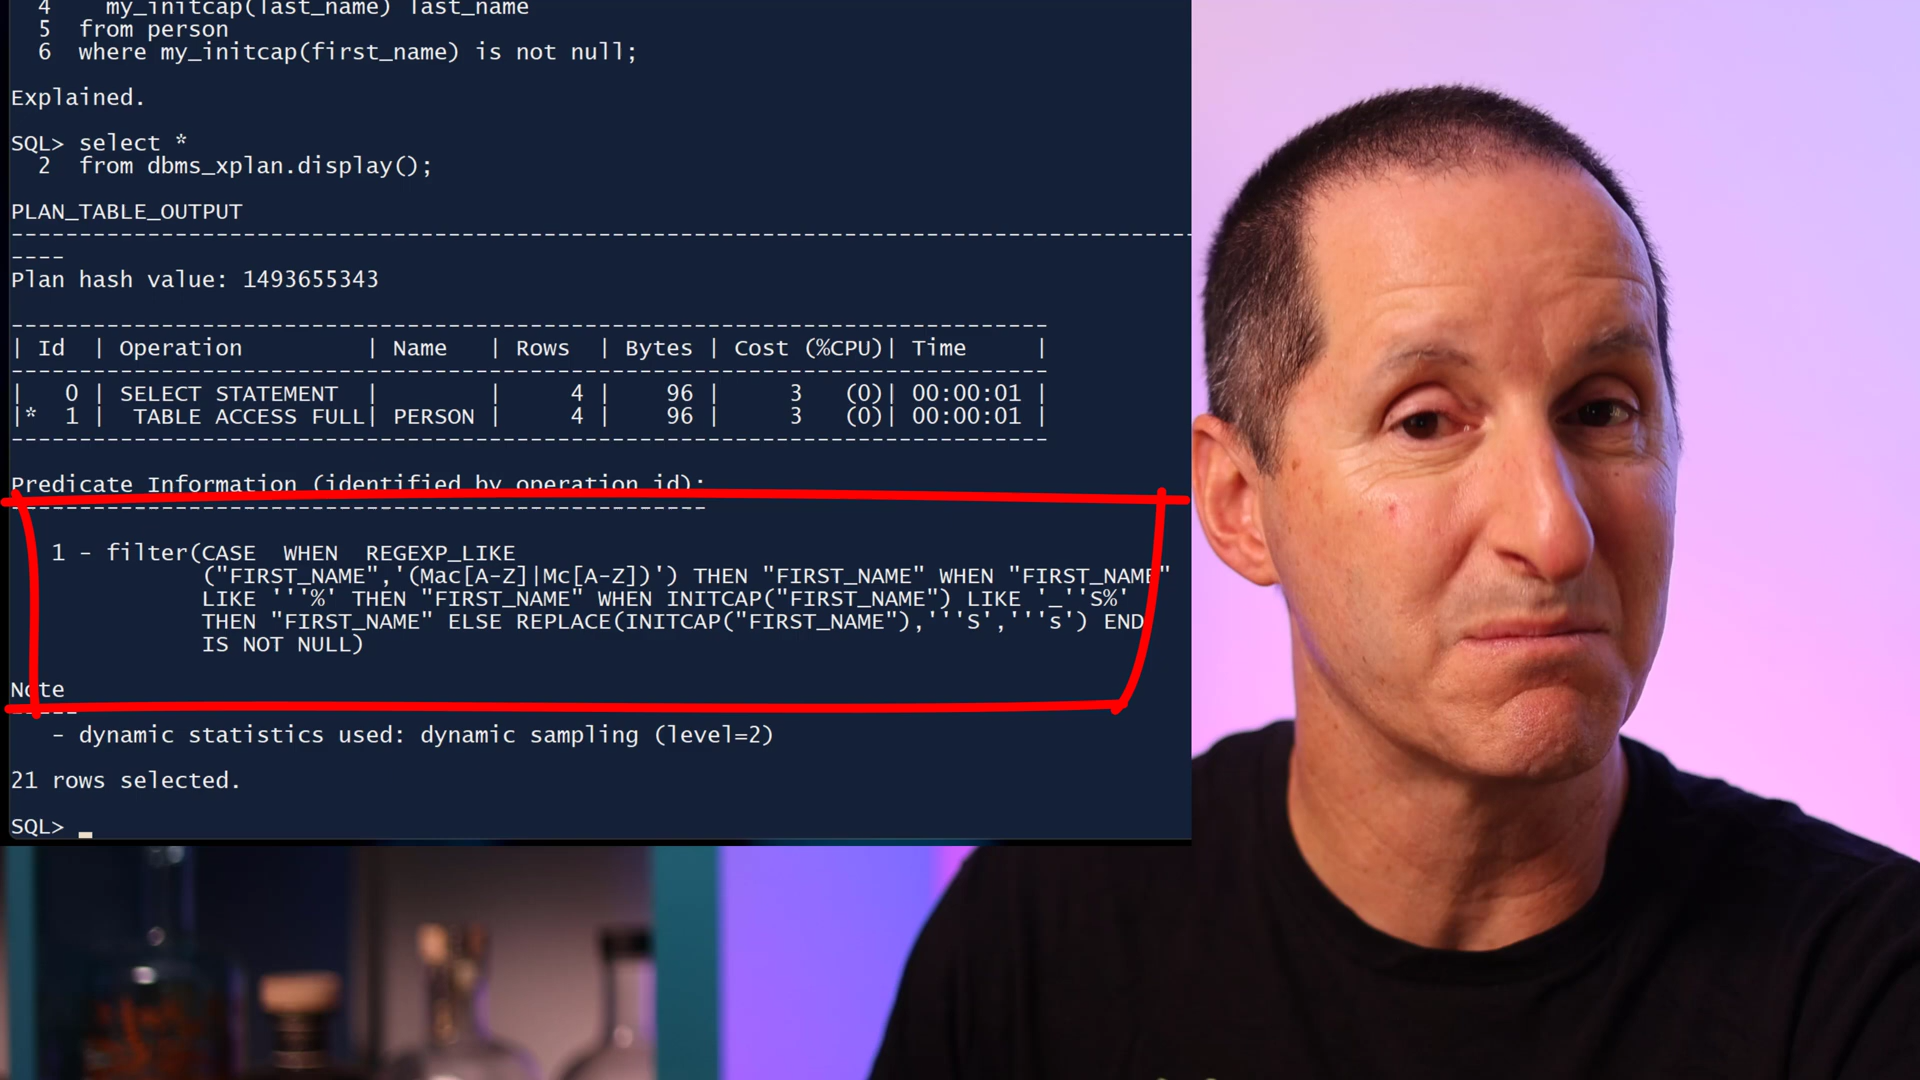 4    my_initcap(last_name) last_name
5  from person
6  where my_initcap(first_name) is not null;
Explained.
SQL> select *
2  from dbms_xplan.display();
PLAN_TABLE_OUTPUT
--------------------------------------------------------------------------------
----
Plan hash value: 1493655343
----------------------------------------------------------------------------
| Id  | Operation         | Name   | Rows  | Bytes | Cost (%CPU)| Time     |
----------------------------------------------------------------------------
|   0 | SELECT STATEMENT  |        |     4 |    96 |     3   (0)| 00:00:01 |
|*  1 |  TABLE ACCESS FULL| PERSON |     4 |    96 |     3   (0)| 00:00:01 |
----------------------------------------------------------------------------
Predicate Information (identified by operation id):
---------------------------------------------------
1 - filter(CASE  WHEN  REGEXP_LIKE
("FIRST_NAME",'(Mac[A-Z]|Mc[A-Z])') THEN "FIRST_NAME" WHEN "FIRST_NAME"
LIKE '''%' THEN "FIRST_NAME" WHEN INITCAP("FIRST_NAME") LIKE '_''S%'
THEN "FIRST_NAME" ELSE REPLACE(INITCAP("FIRST_NAME"),'''S','''s') END
IS NOT NULL)
Note
-----
- dynamic statistics used: dynamic sampling (level=2)
21 rows selected.
SQL> _